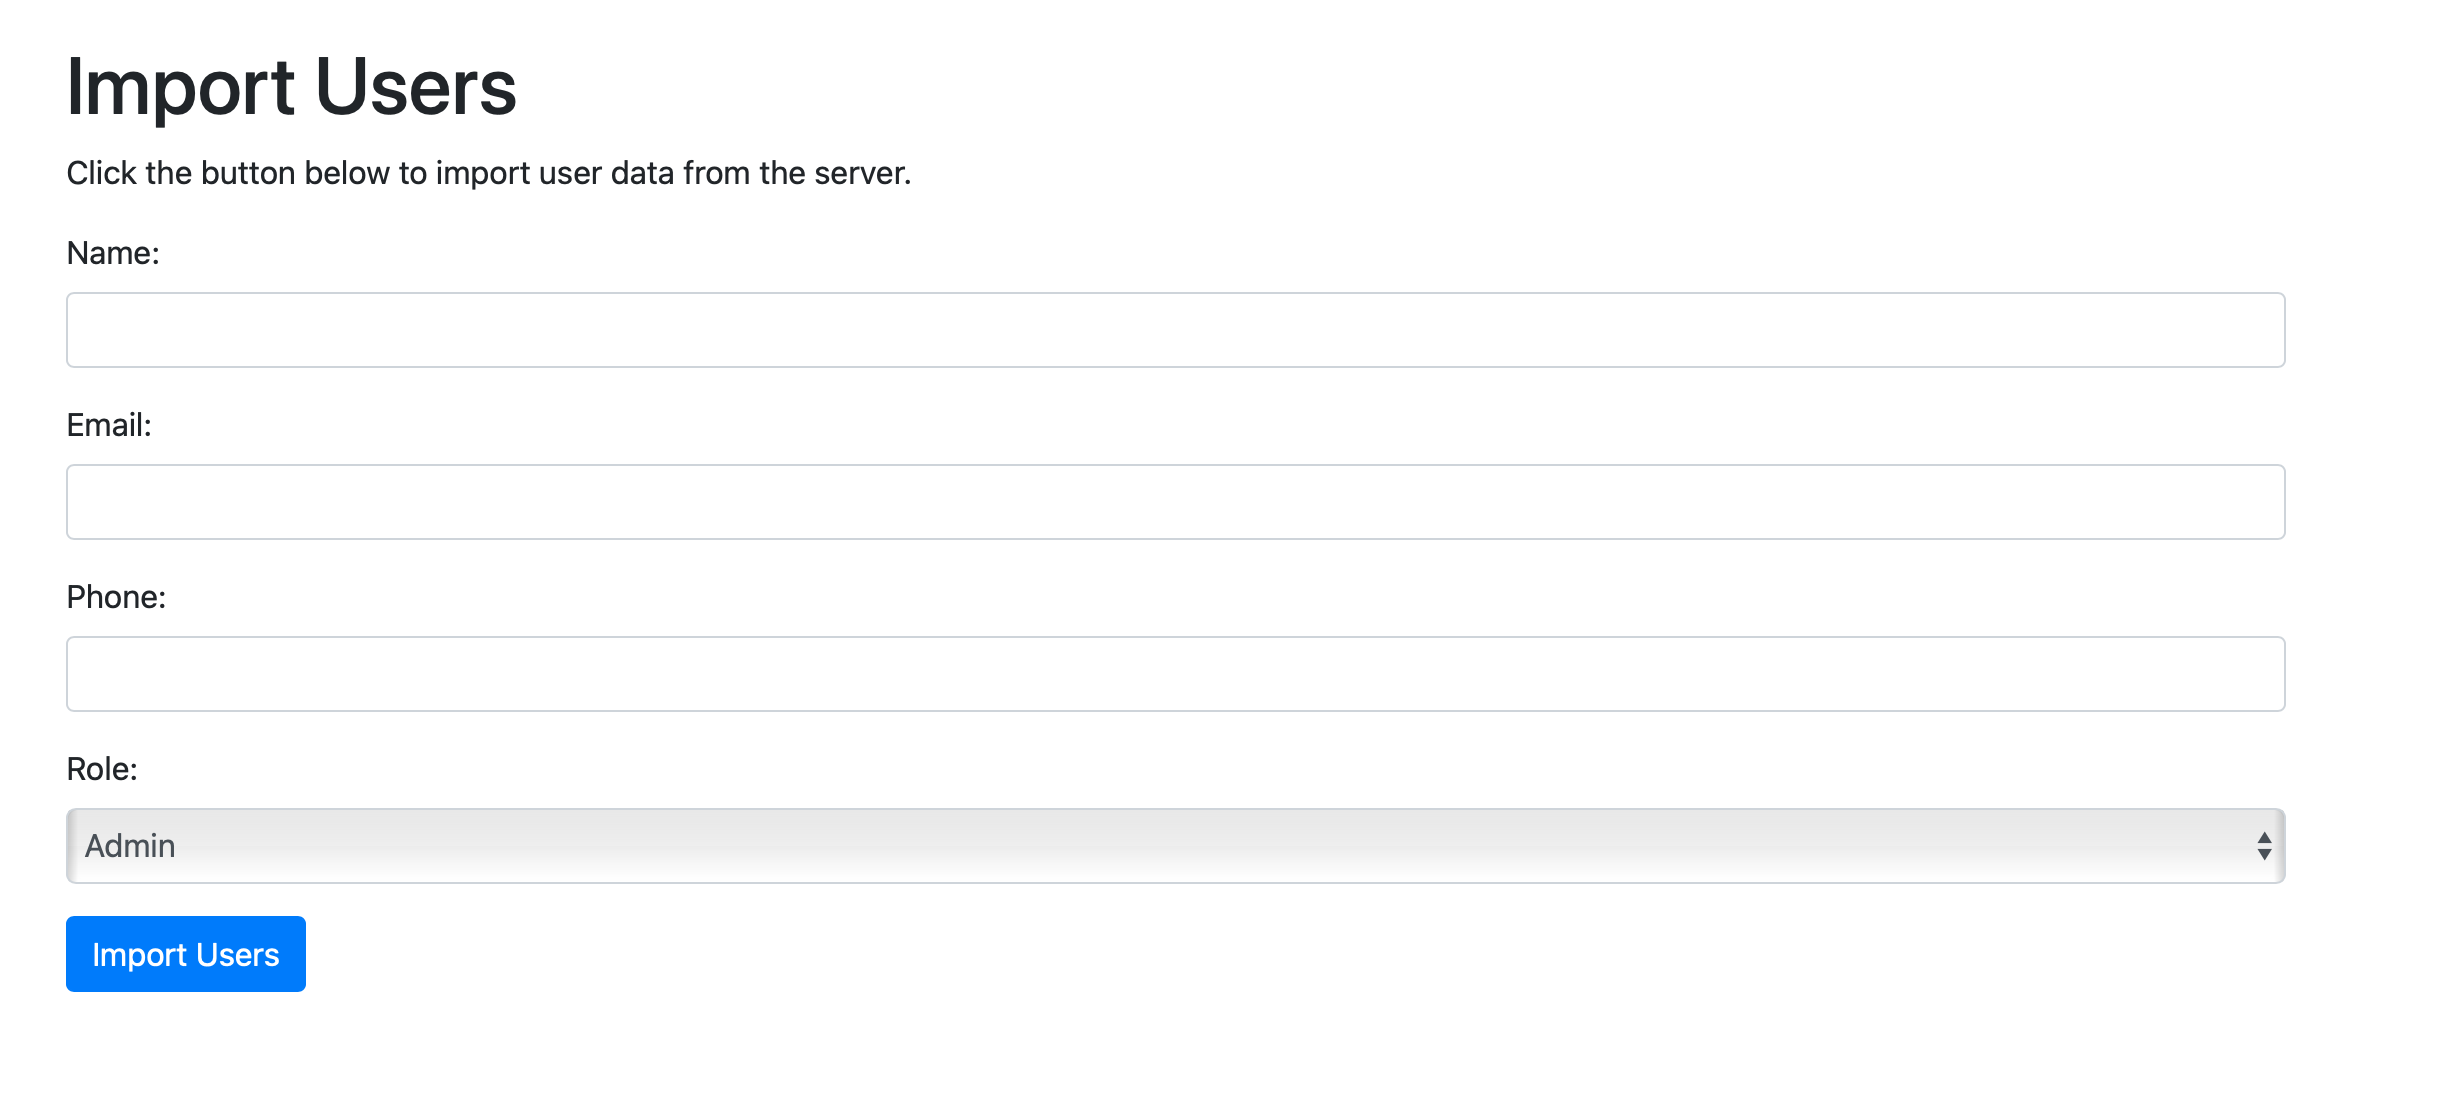 Import Users
Click the button below to import user data from the server.
Name:
Email:
Phone:
Role:
Admin
Import Users